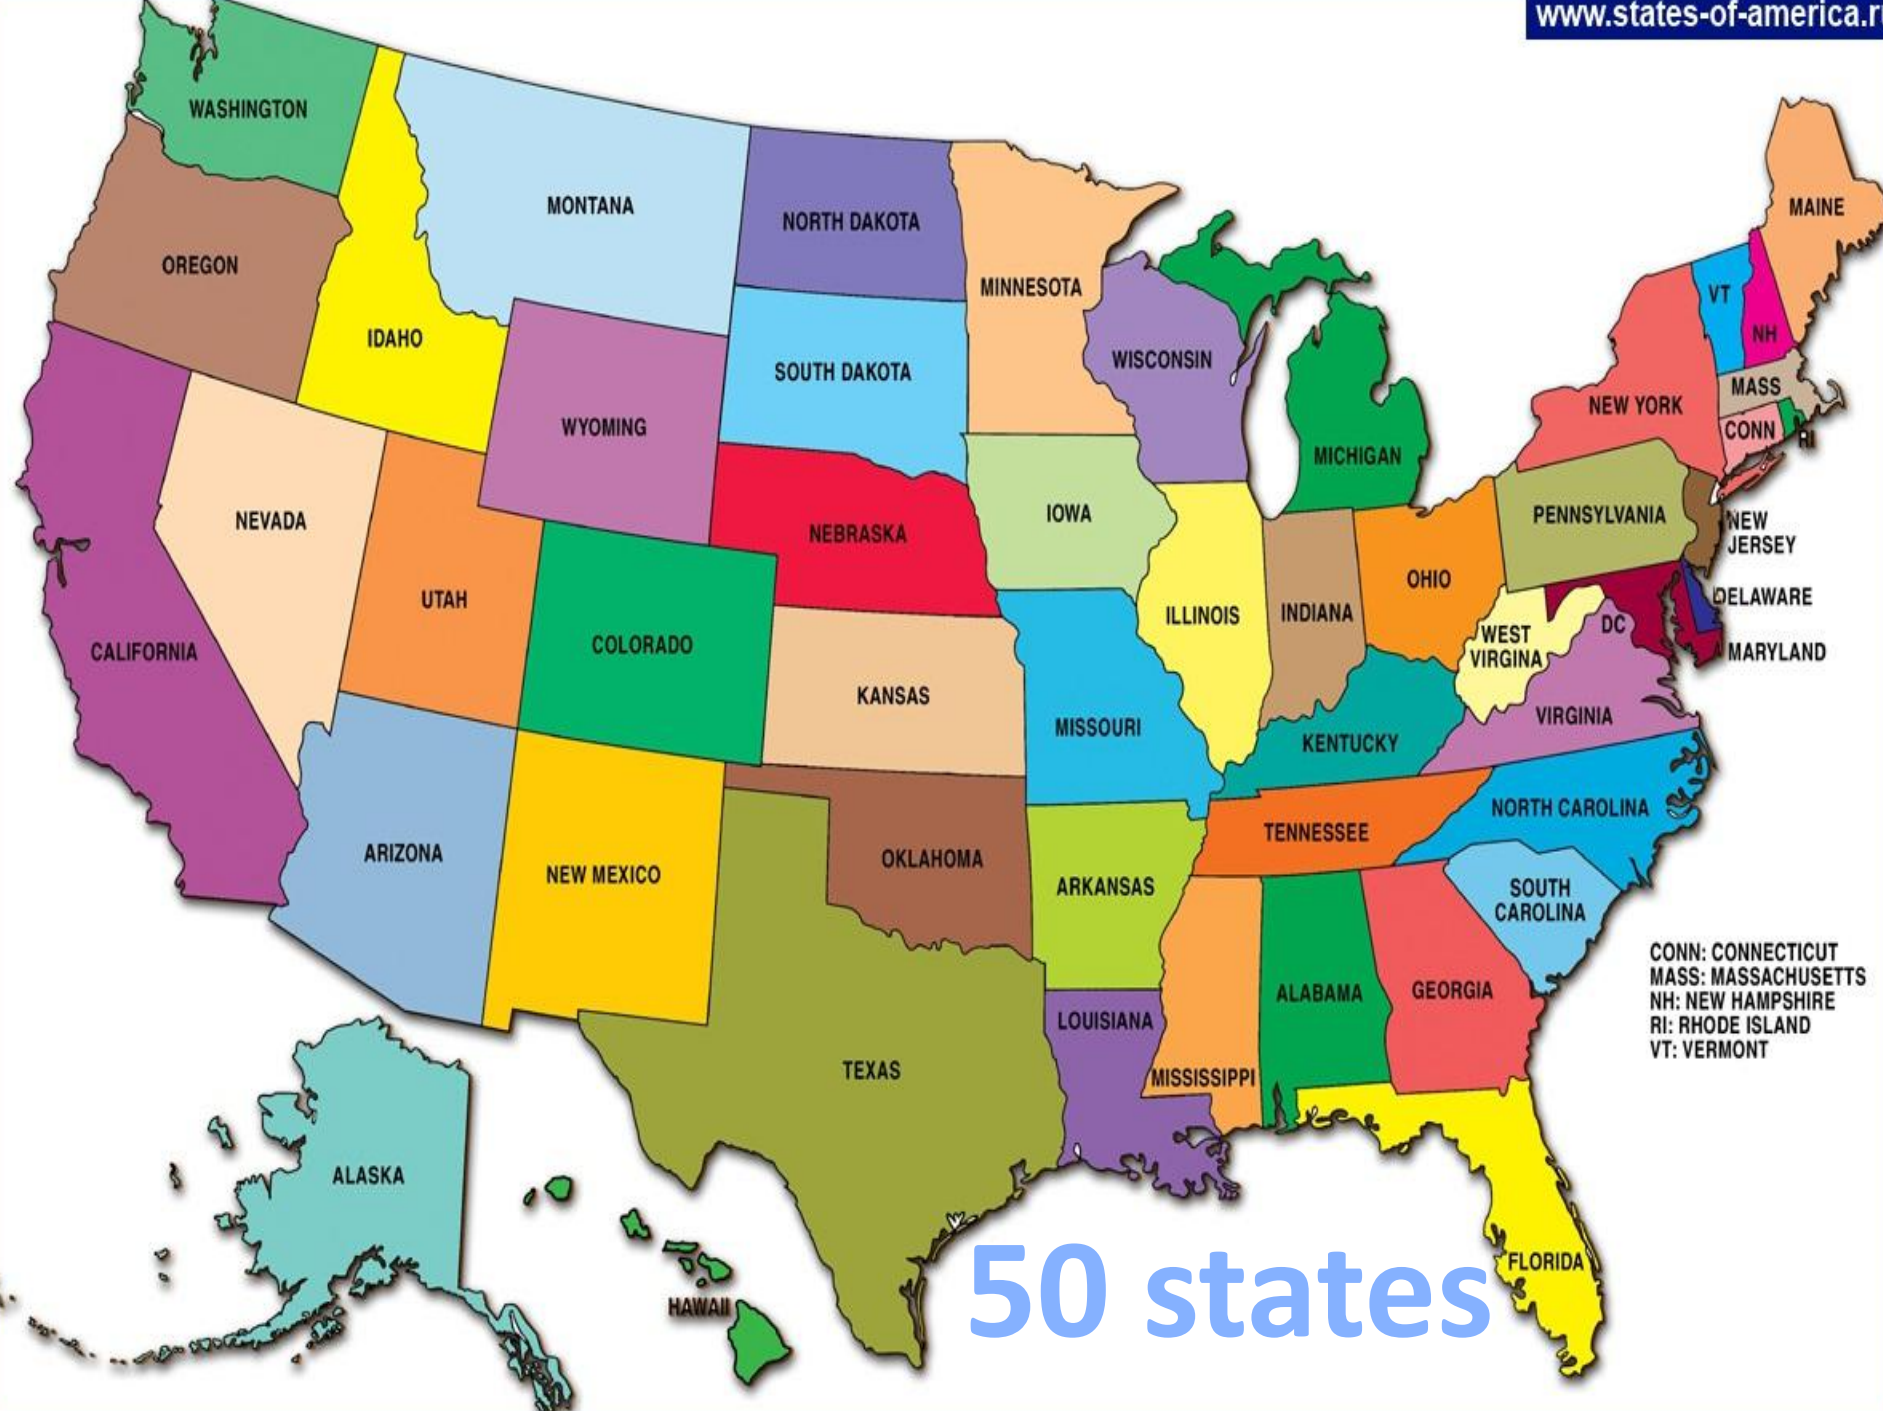 www.states-of-america.r
WASHINGTON
OREGON
IDAHO
MONTANA
NORTH DAKOTA
MINNESOTA
WISCONSIN
SOUTH DAKOTA
WYOMING
CALIFORNIA
NEVADA
UTAH
COLORADO
NEBRASKA
IOWA
KANSAS
MISSOURI
ILLINOIS
INDIANA
MICHIGAN
OHIO
KENTUCKY
WEST
VIRGINA
DC
VIRGINIA
PENNSYLVANIA
NEW YORK
VT
NH
MAINE
MASS
CONN
RI
NEW
JERSEY
DELAWARE
MARYLAND
ARIZONA
NEW MEXICO
OKLAHOMA
TEXAS
ARKANSAS
LOUISIANA
TENNESSEE
NORTH CAROLINA
SOUTH
CAROLINA
MISSISSIPPI
ALABAMA
GEORGIA
FLORIDA
ALASKA
HAWAII
CONN: CONNECTICUT
MASS: MASSACHUSETTS
NH: NEW HAMPSHIRE
RI: RHODE ISLAND
VT: VERMONT
50 states